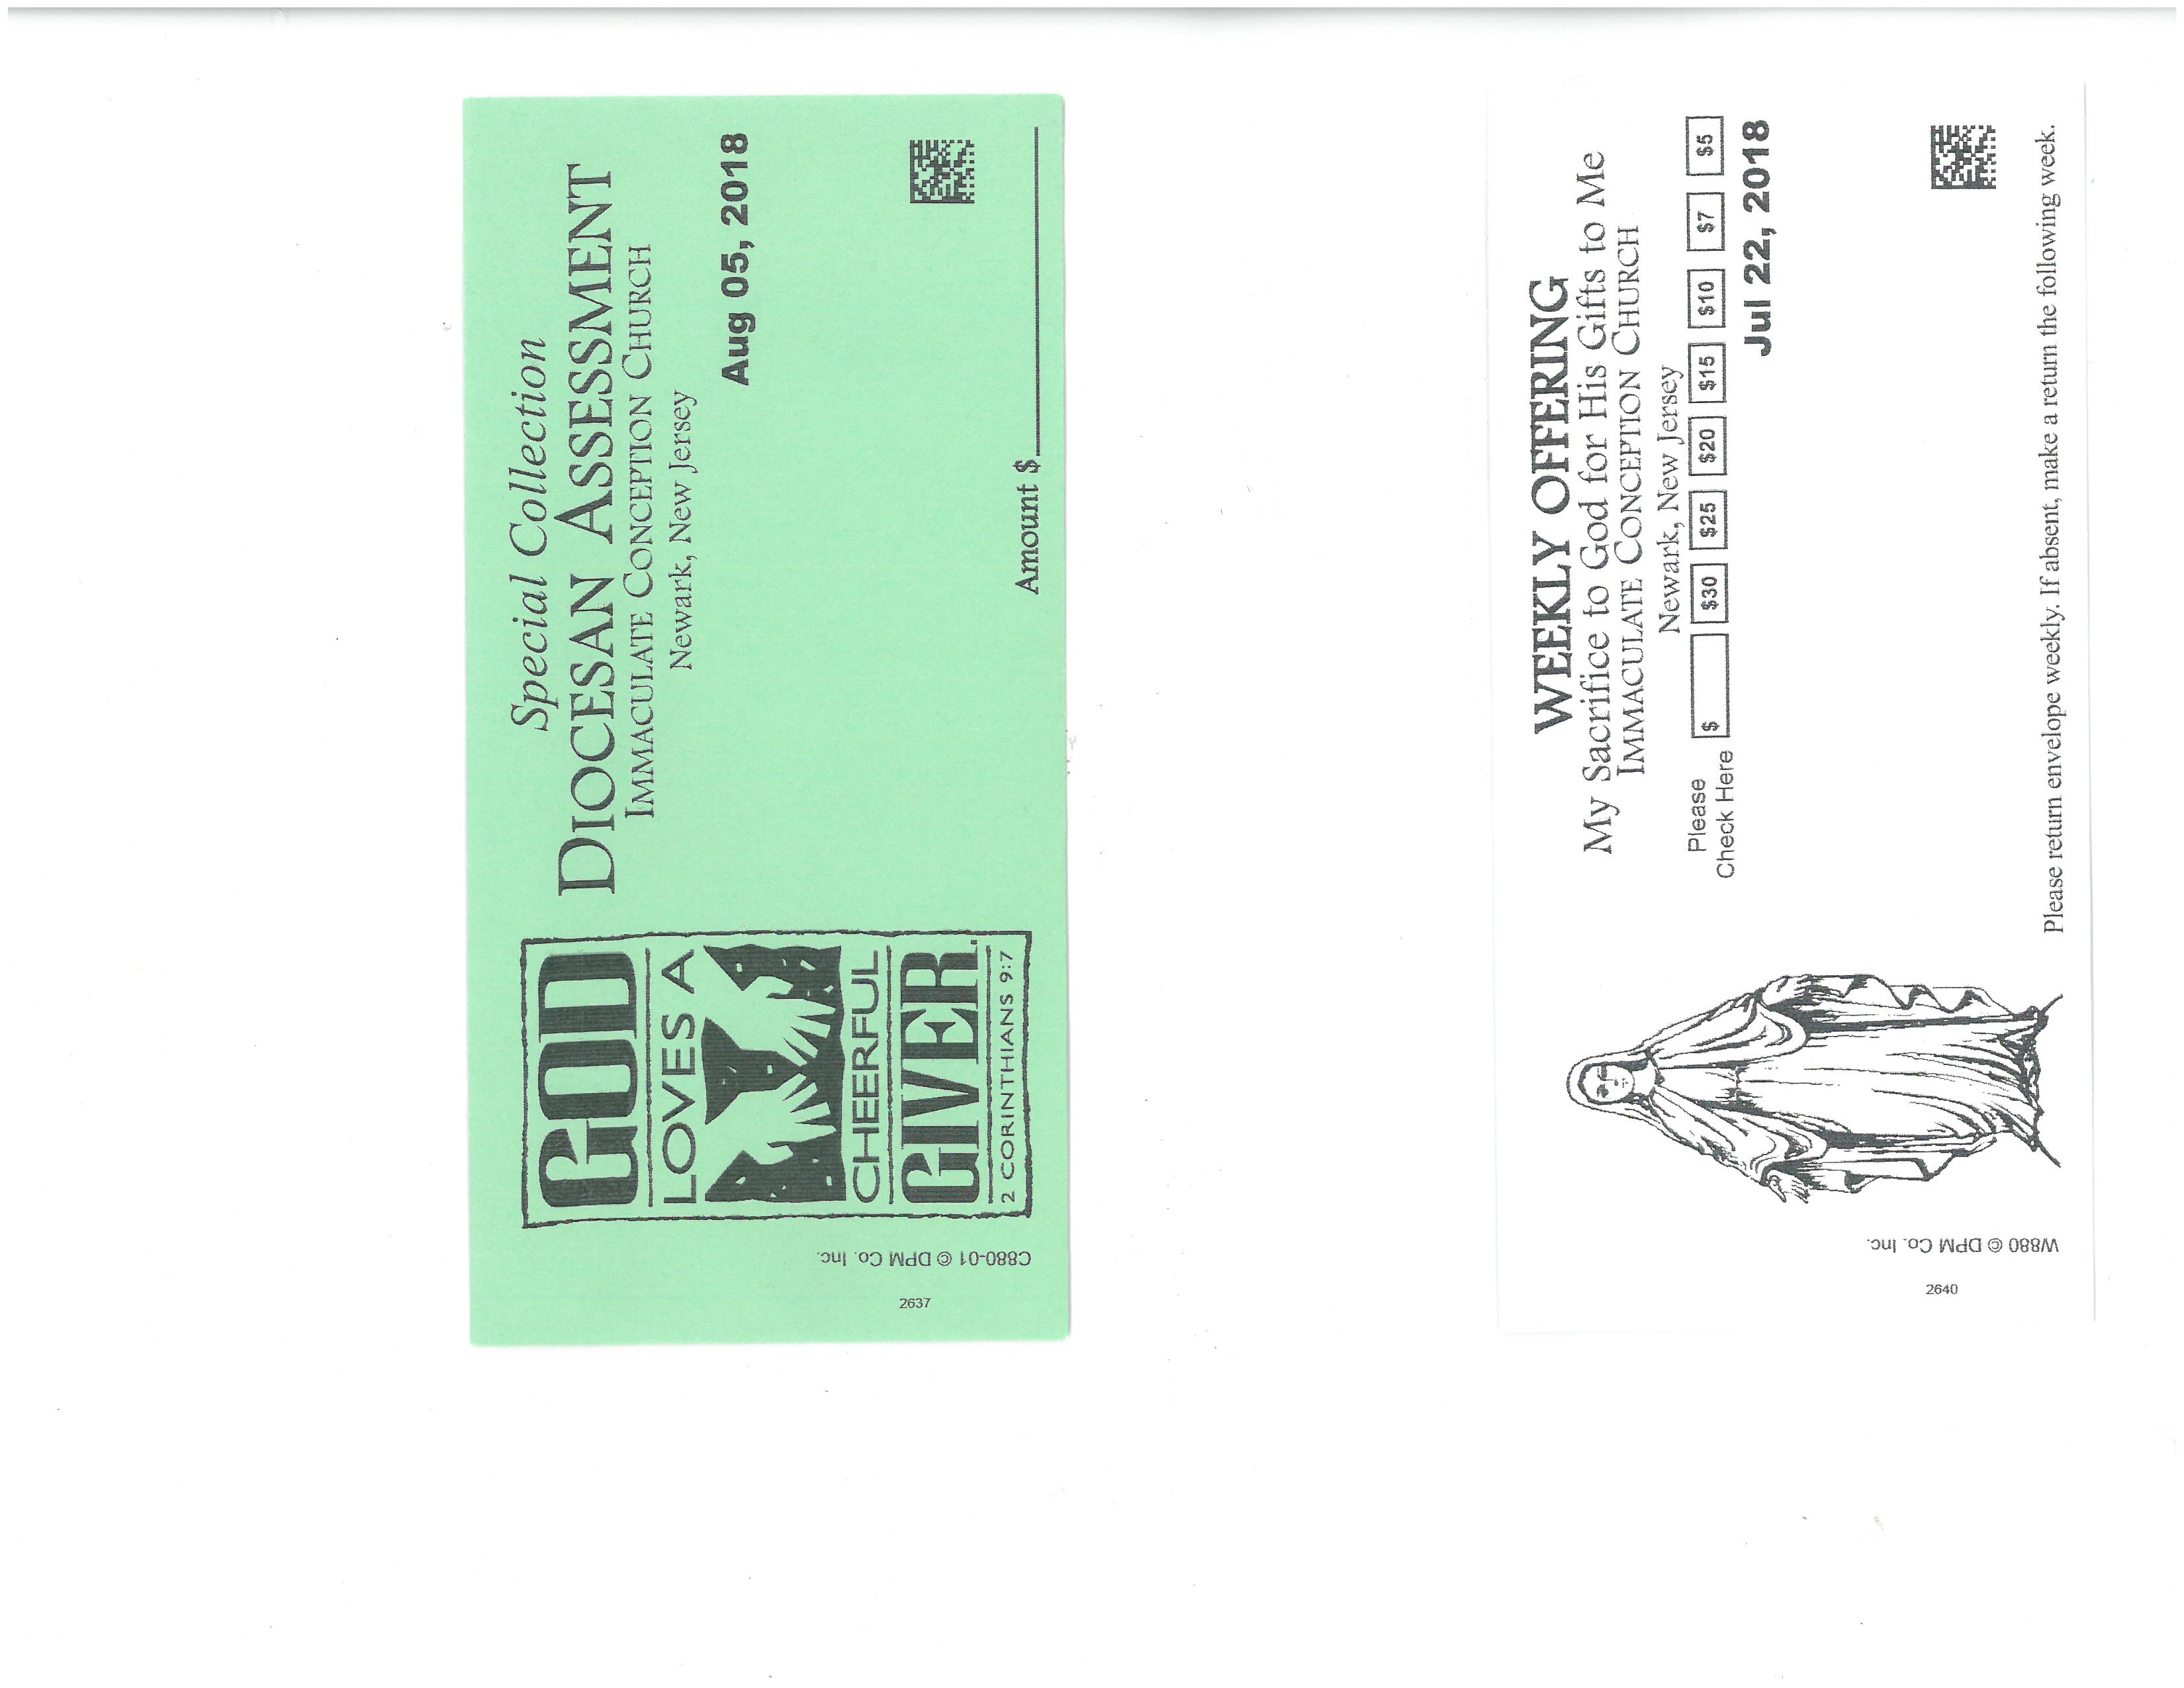 GOD
LOVES A
CHEERFUL
GIVER.
2 CORINTHIANS 9:7
C880-01 © DPM Co. Inc.
2637
Special Collection
DIOCESAN ASSESSMENT
IMMACULATE CONCEPTION CHURCH
Newark, New Jersey
Aug 05, 2018
Amount $
WEEKLY OFFERING
My Sacrifice to God for His Gifts to Me
IMMACULATE CONCEPTION CHURCH
Newark, New Jersey
Please
Check Here
$ $30 $25 $20 $15 $10 $7 $5
Jul 22, 2018
W880 © DPM Co. Inc.
2640
Please return envelope weekly. If absent, make a return the following week.